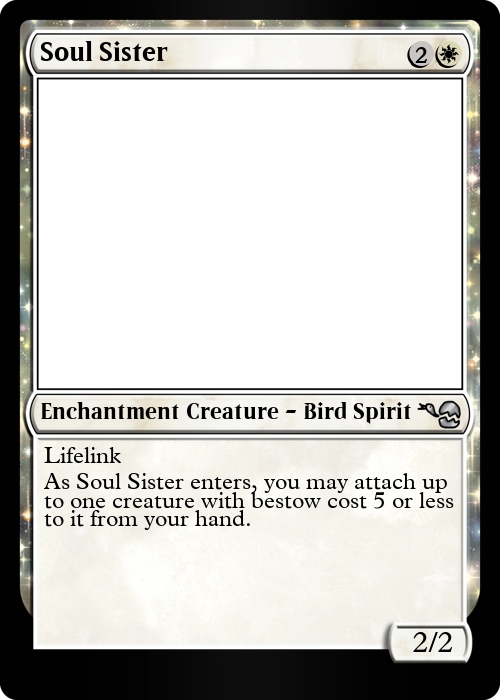 Soul Sister
2
Enchantment Creature – Bird Spirit
Lifelink
As Soul Sister enters, you may attach up
to one creature with bestow cost 5 or less
to it from your hand.
2/2